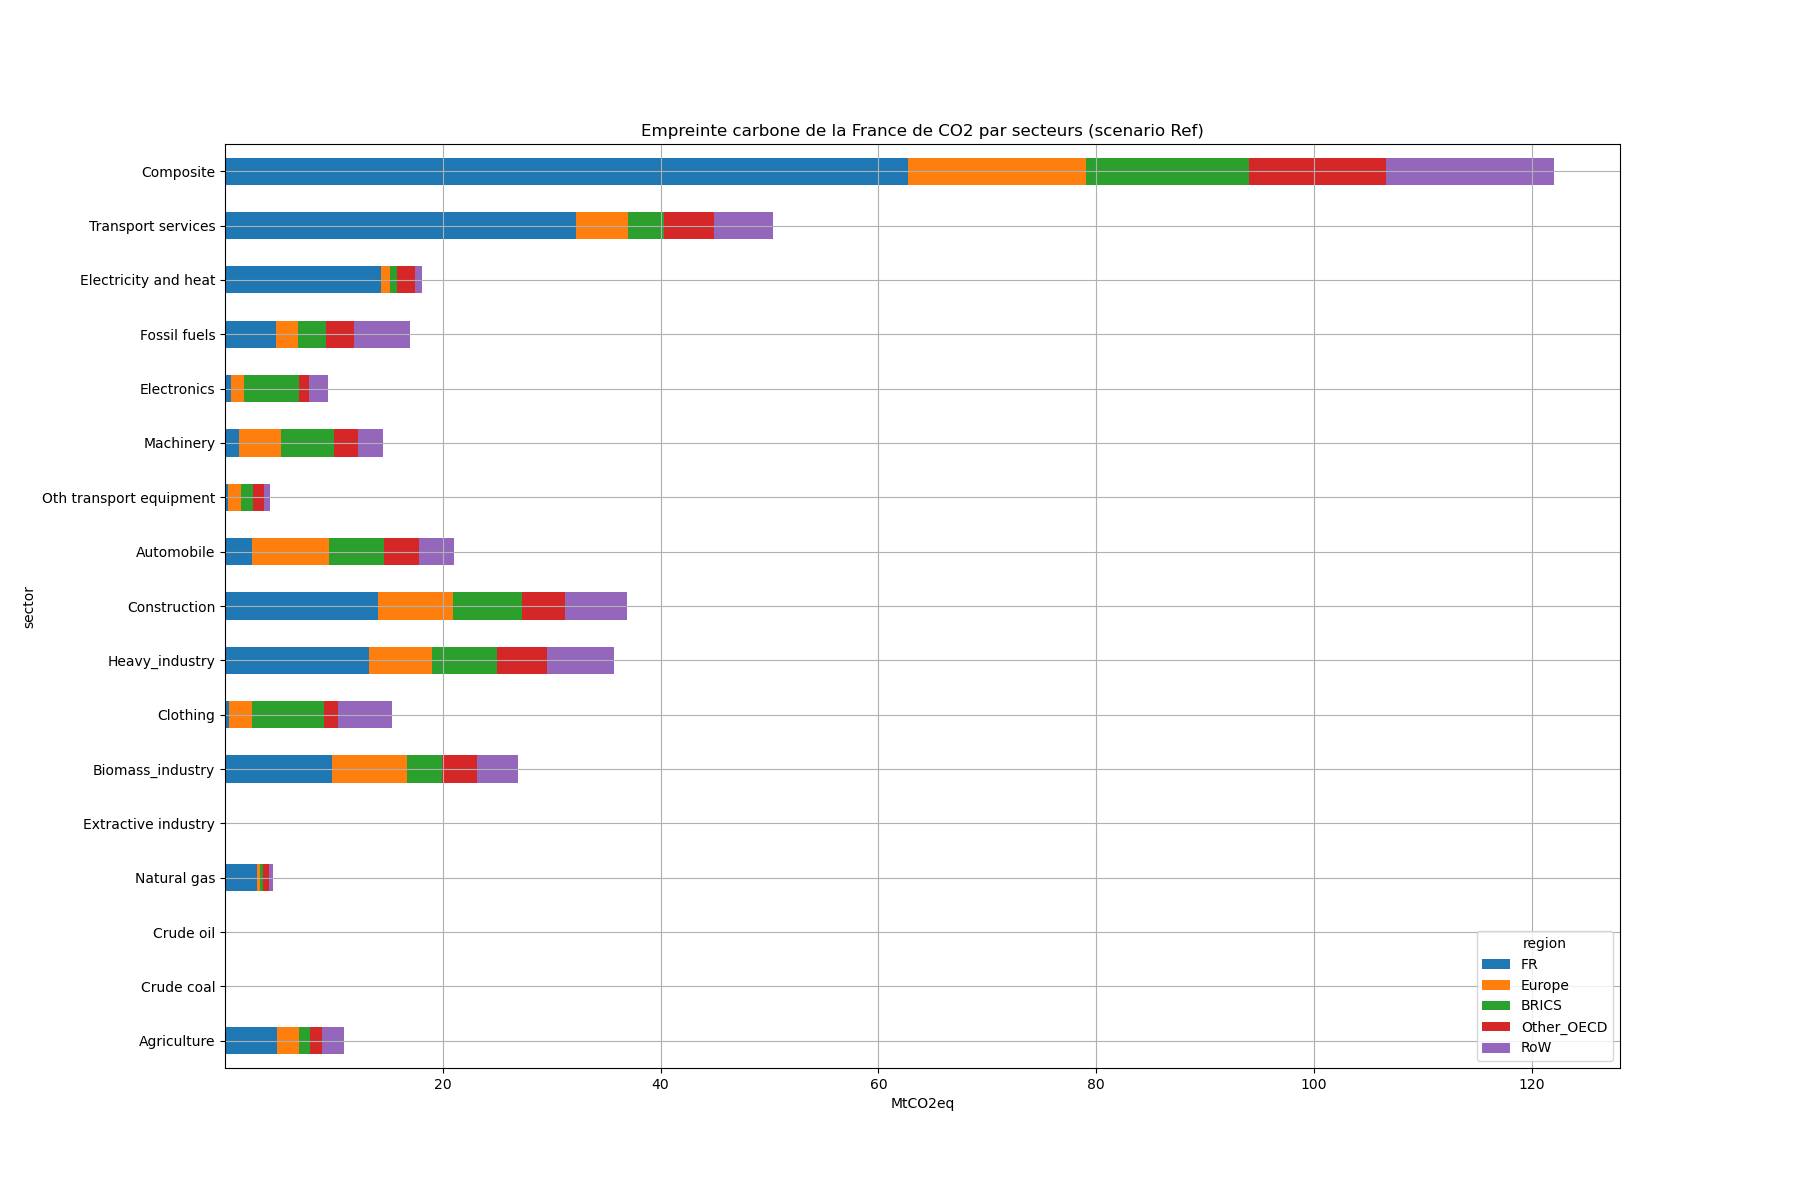 Empreinte carbone de la France de CO2 par secteurs (scenario Ref)
sector
Composite
Transport services
Electricity and heat
Fossil fuels
Electronics
Machinery
Oth transport equipment
Automobile
Construction
Heavy_industry
Clothing
Biomass_industry
Extractive industry
Natural gas
Crude oil
Crude coal
Agriculture
region
FR
Europe
BRICS
Other_OECD
RoW
20 40 60 80 100 120
MtCO2eq